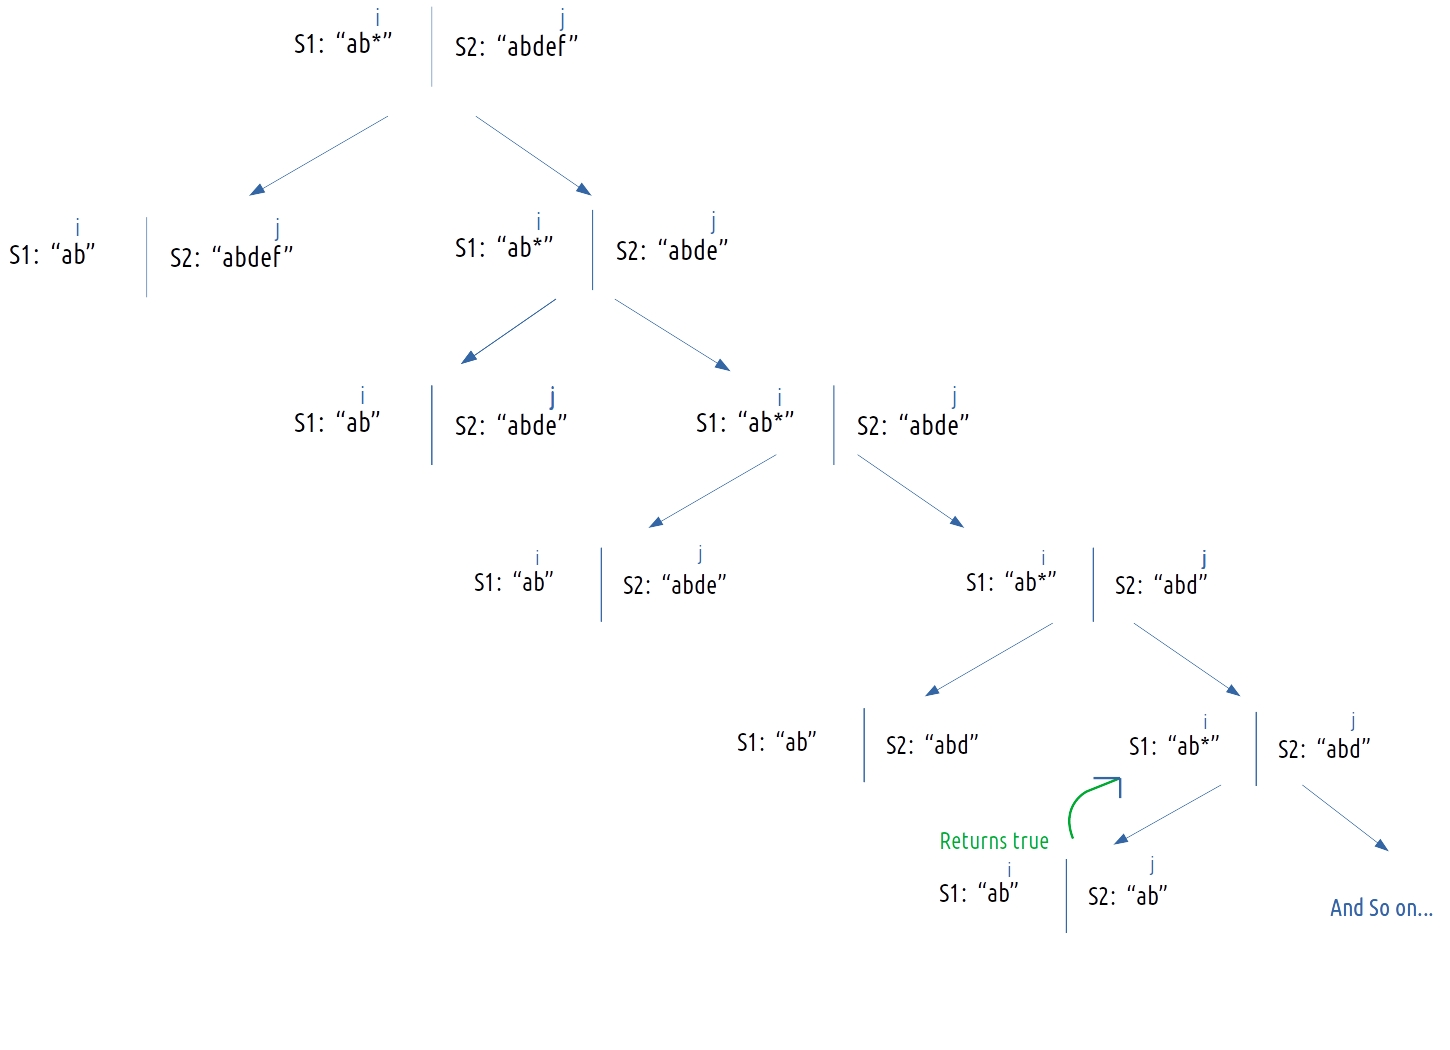 i j
S1: “ab*” S2: “abdef”
i j i j
S1: “ab” S2: “abdef” S1: “ab*” S2: “abde”
i j i j
S1: “ab” S2: “abde” S1: “ab*” S2: “abde”
i j i j
S1: “ab” S2: “abde” S1: “ab*” S2: “abd”
i j
S1: “ab” S2: “abd” S1: “ab*” S2: “abd”
Returns true
i j
S1: “ab” S2: “ab”
And So on...